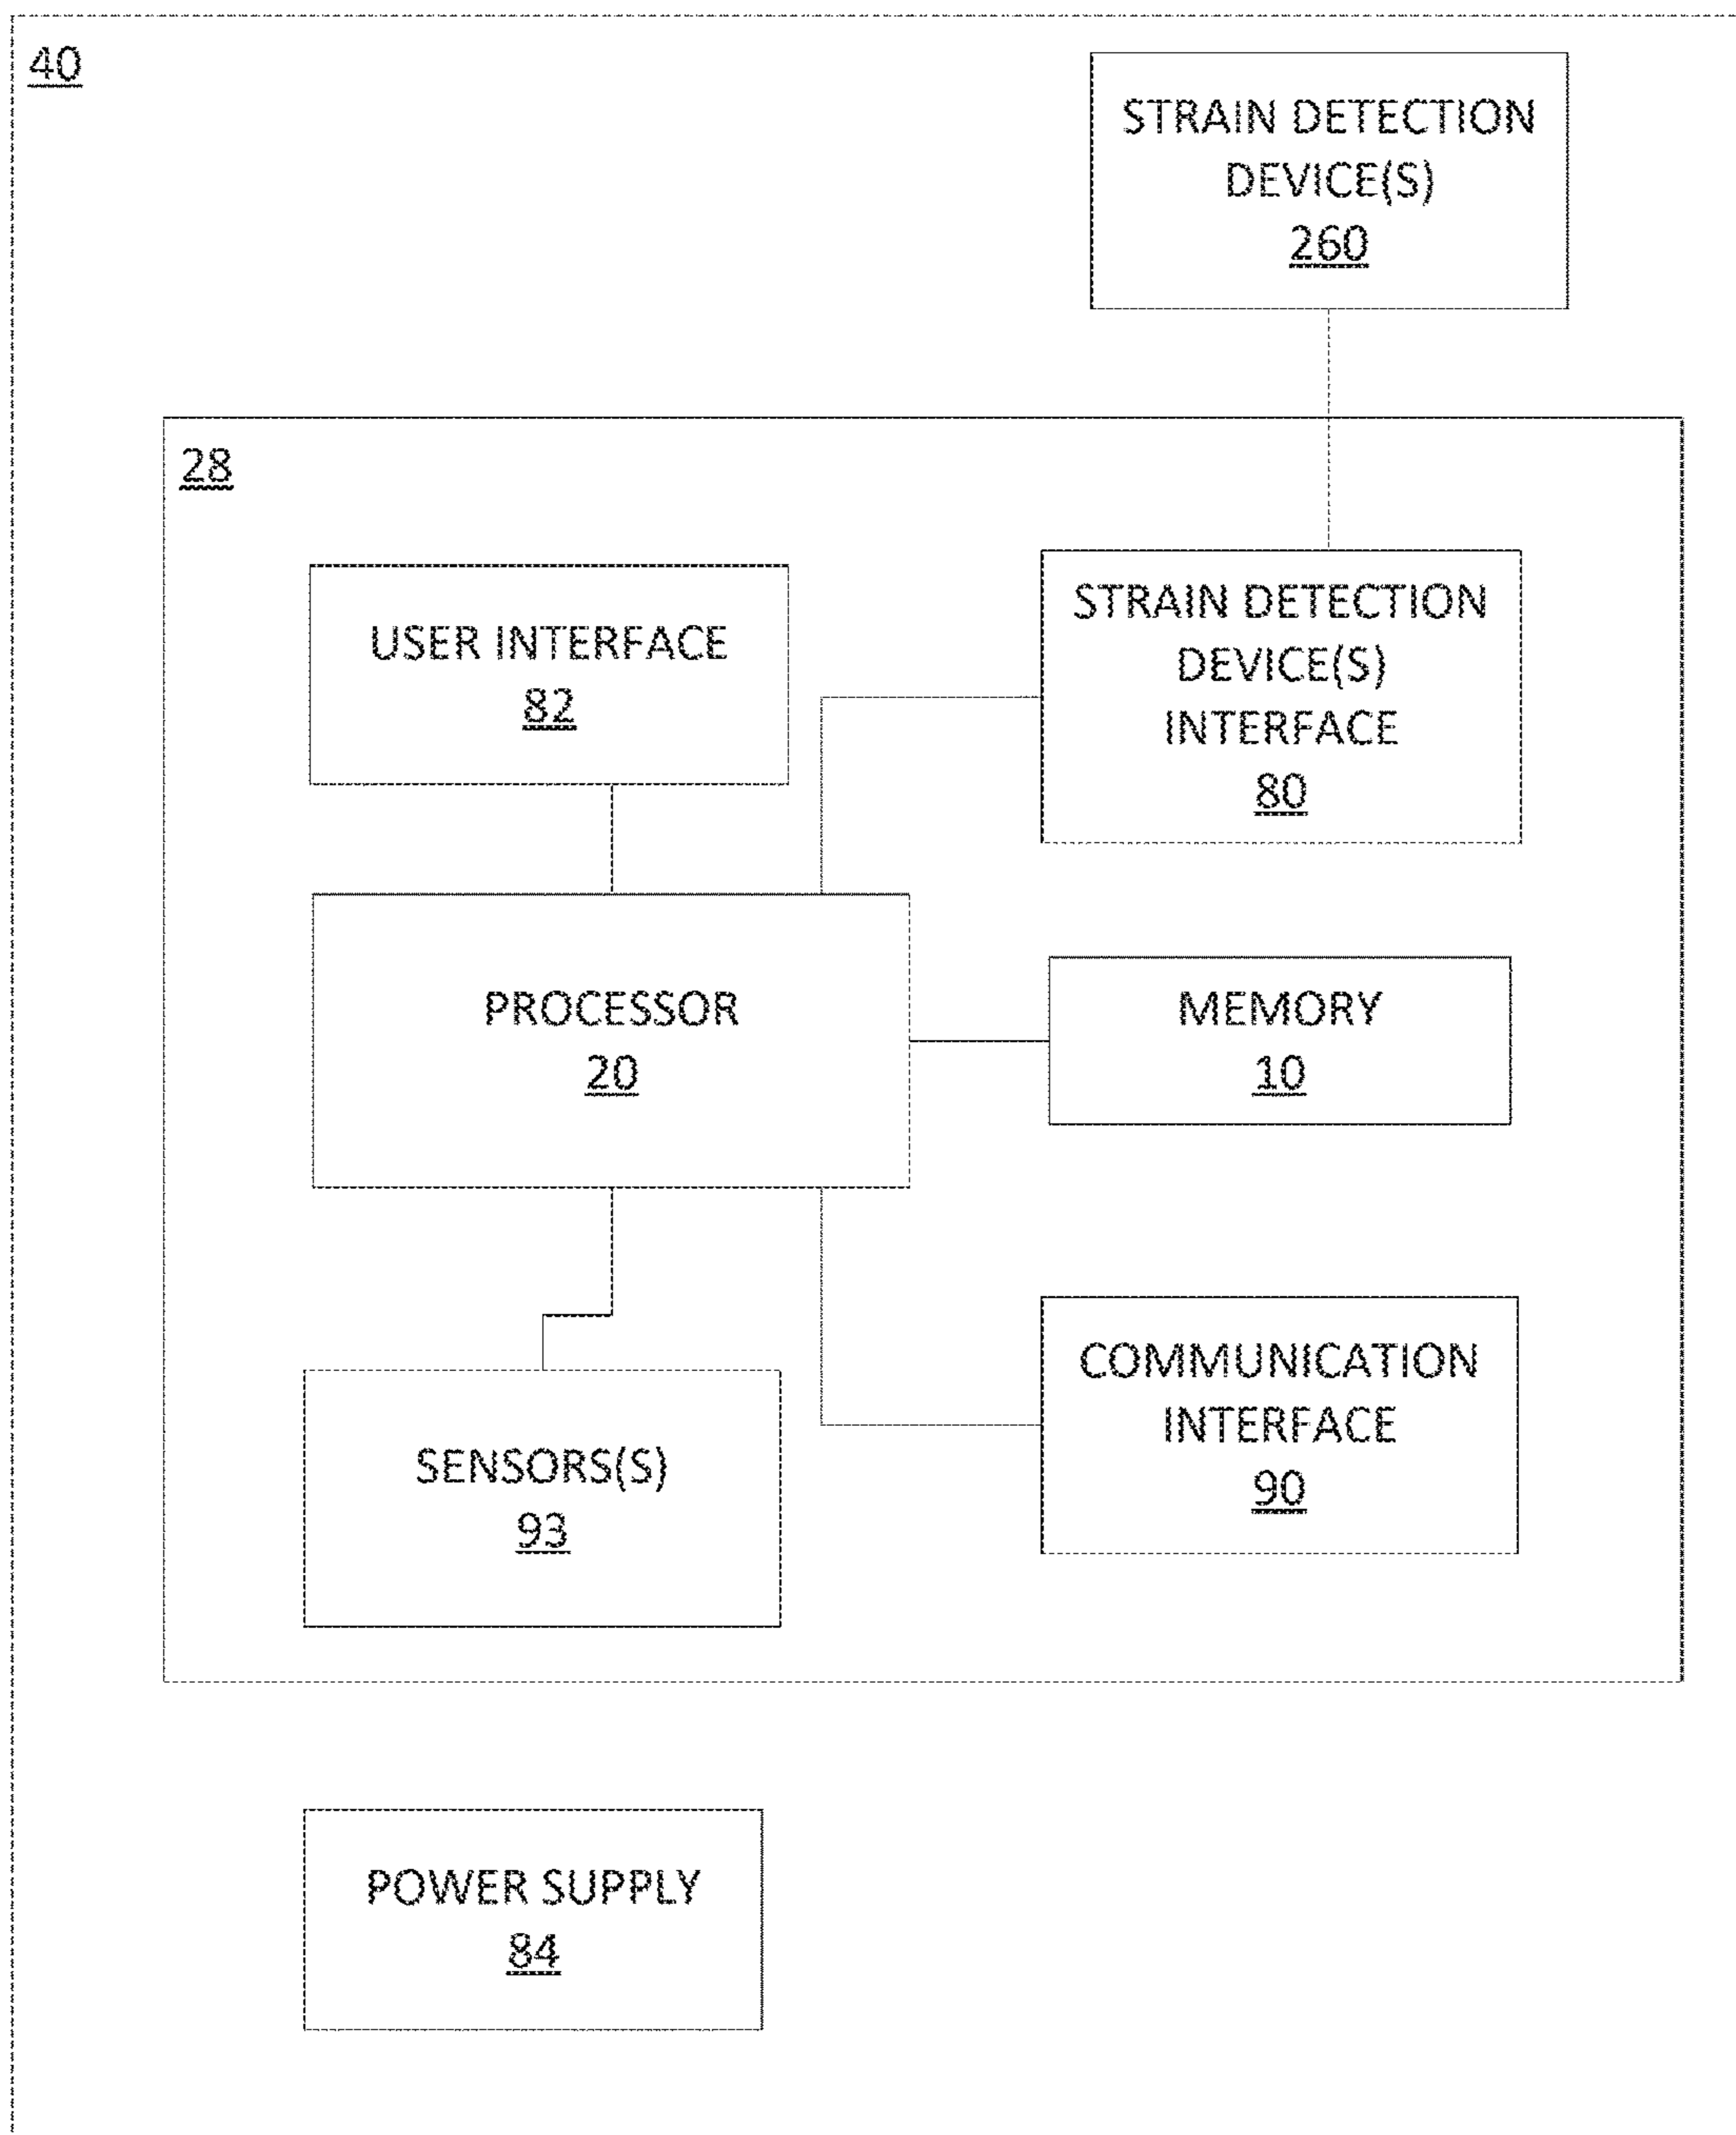 40
STRAIN DETECTION
DEVICE(S)
260
28
USER INTERFACE
82
STRAIN DETECTION
DEVICE(S)
INTERFACE
80
PROCESSOR
20
MEMORY
10
SENSORS(S)
93
COMMUNICATION
INTERFACE
90
POWER SUPPLY
84